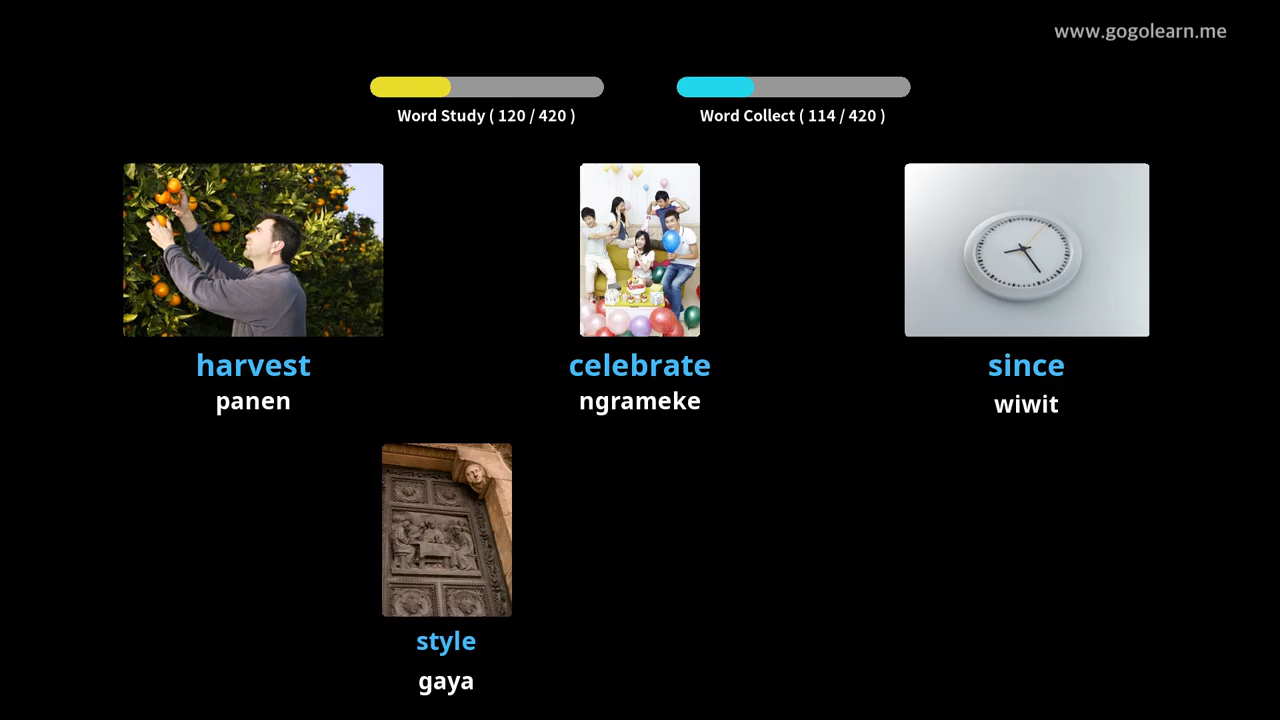 www.gogolearn.me
Word Study ( 120 / 420 )
Word Collect ( 114 / 420 )
harvest
panen
celebrate
ngrameke
since
wiwit
style
gaya